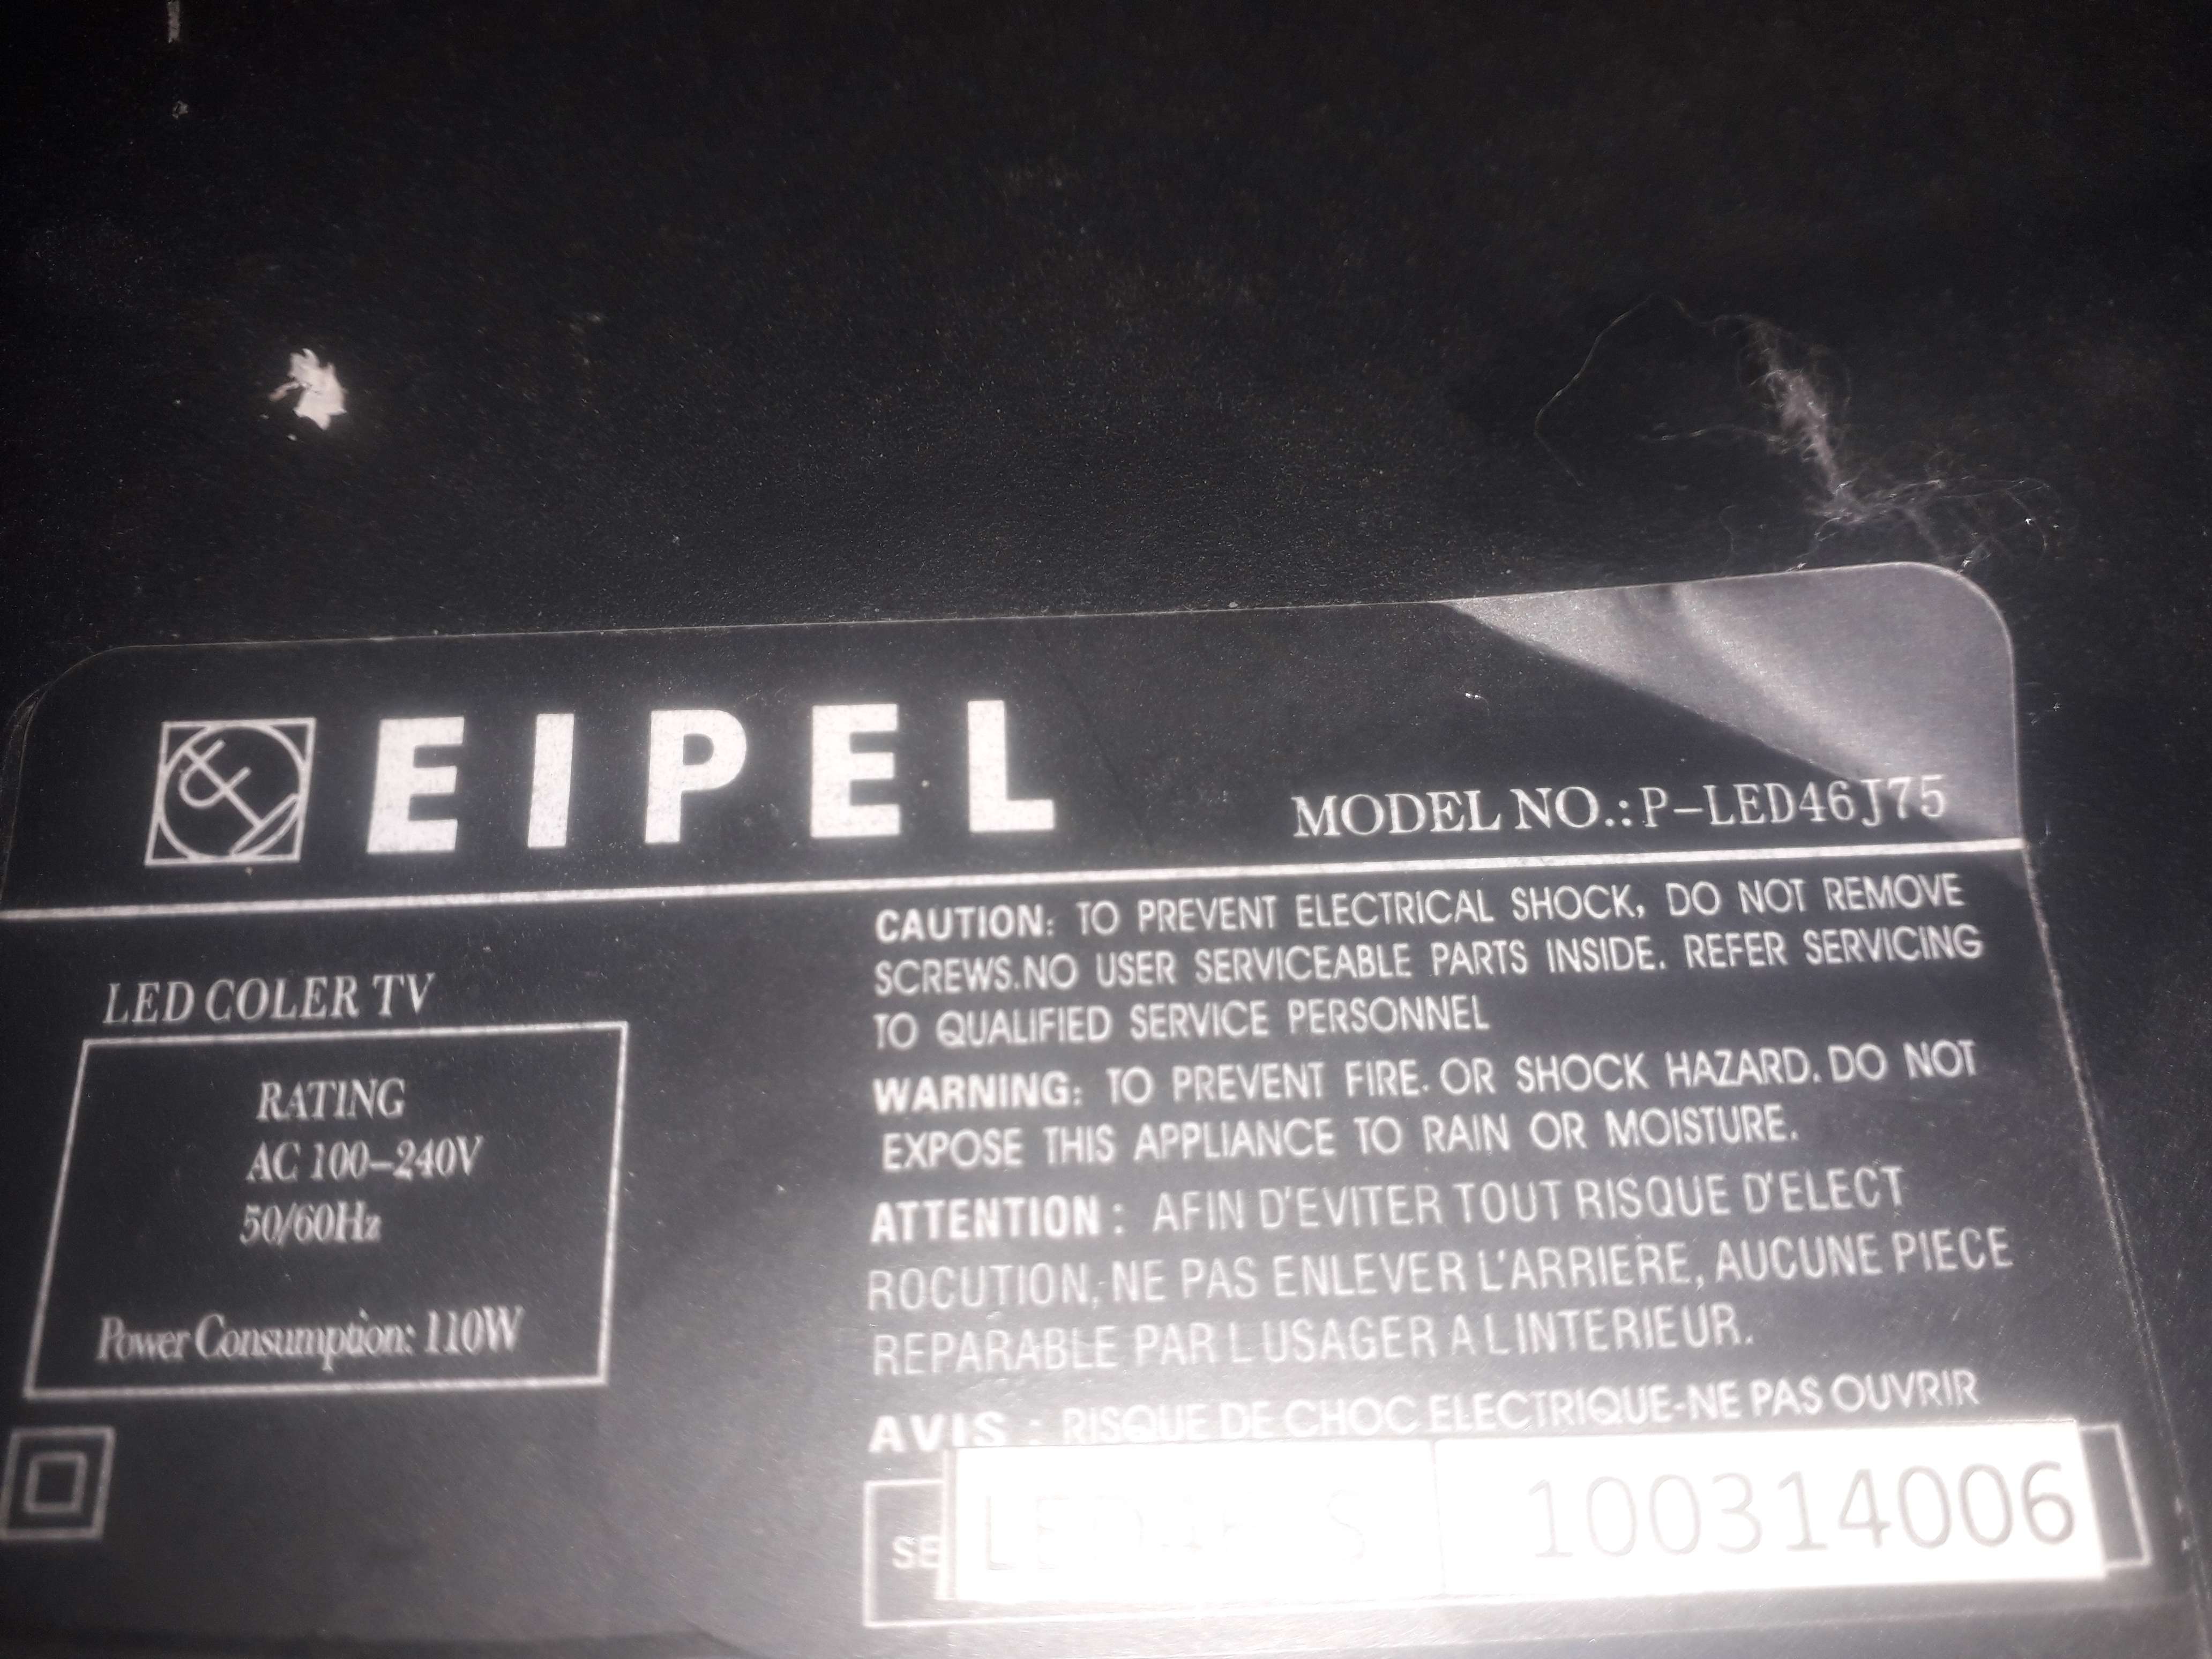 EIPEL
MODEL NO.: P-LED46J75
LED COLER TV
RATING
AC 100-240V
50/60Hz
Power Consumption: 110W
CAUTION: TO PREVENT ELECTRICAL SHOCK, DO NOT REMOVE
SCREWS.NO USER SERVICEABLE PARTS INSIDE. REFER SERVICING
TO QUALIFIED SERVICE PERSONNEL
WARNING: TO PREVENT FIRE. OR SHOCK HAZARD. DO NOT
EXPOSE THIS APPLIANCE TO RAIN OR MOISTURE.
ATTENTION : AFIN D'EVITER TOUT RISQUE D'ELECT
ROCUTION, NE PAS ENLEVER L'ARRIERE, AUCUNE PIECE
REPARABLE PAR L USAGER A L INTERIEUR.
AVIS : RISQUE DE CHOC ELECTRIQUE-NE PAS OUVRIR
SE
100314006